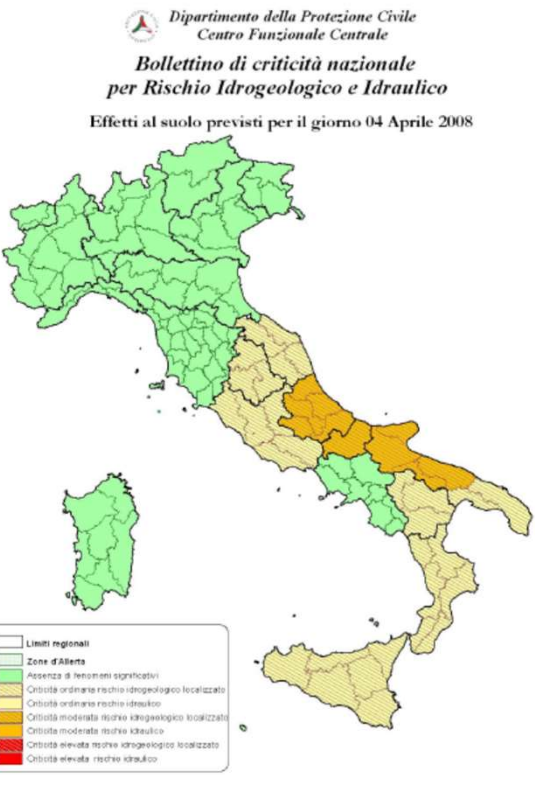 Dipartimento della Protezione Civile
Centro Funzionale Centrale
Bollettino di criticità nazionale
per Rischio Idrogeologico e Idraulico
Effetti al suolo previsti per il giorno 04 Aprile 2008
Limiti regionali
Zone d'Allerta
Assenza di fenomeni significativi
Criticità ordinaria rischio idrogeologico localizzato
Criticità ordinaria rischio idraulico
Criticità moderata rischio idrogeologico localizzato
Criticità moderata rischio idraulico
Criticità elevata rischio idrogeologico localizzato
Criticità elevata rischio idraulico